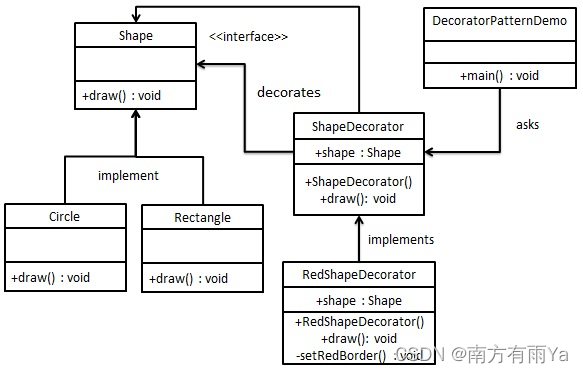 Shape
<<interface>>
+draw() : void
decorates
DecoratorPatternDemo
+main() : void
asks
ShapeDecorator
+shape : Shape
+ShapeDecorator()
+draw(): void
implement
Circle
+draw() : void
Rectangle
+draw() : void
implements
RedShapeDecorator
+shape : Shape
+RedShapeDecorator()
+draw(): void
-setRedBorder() : void
CSDN @南方有雨Ya